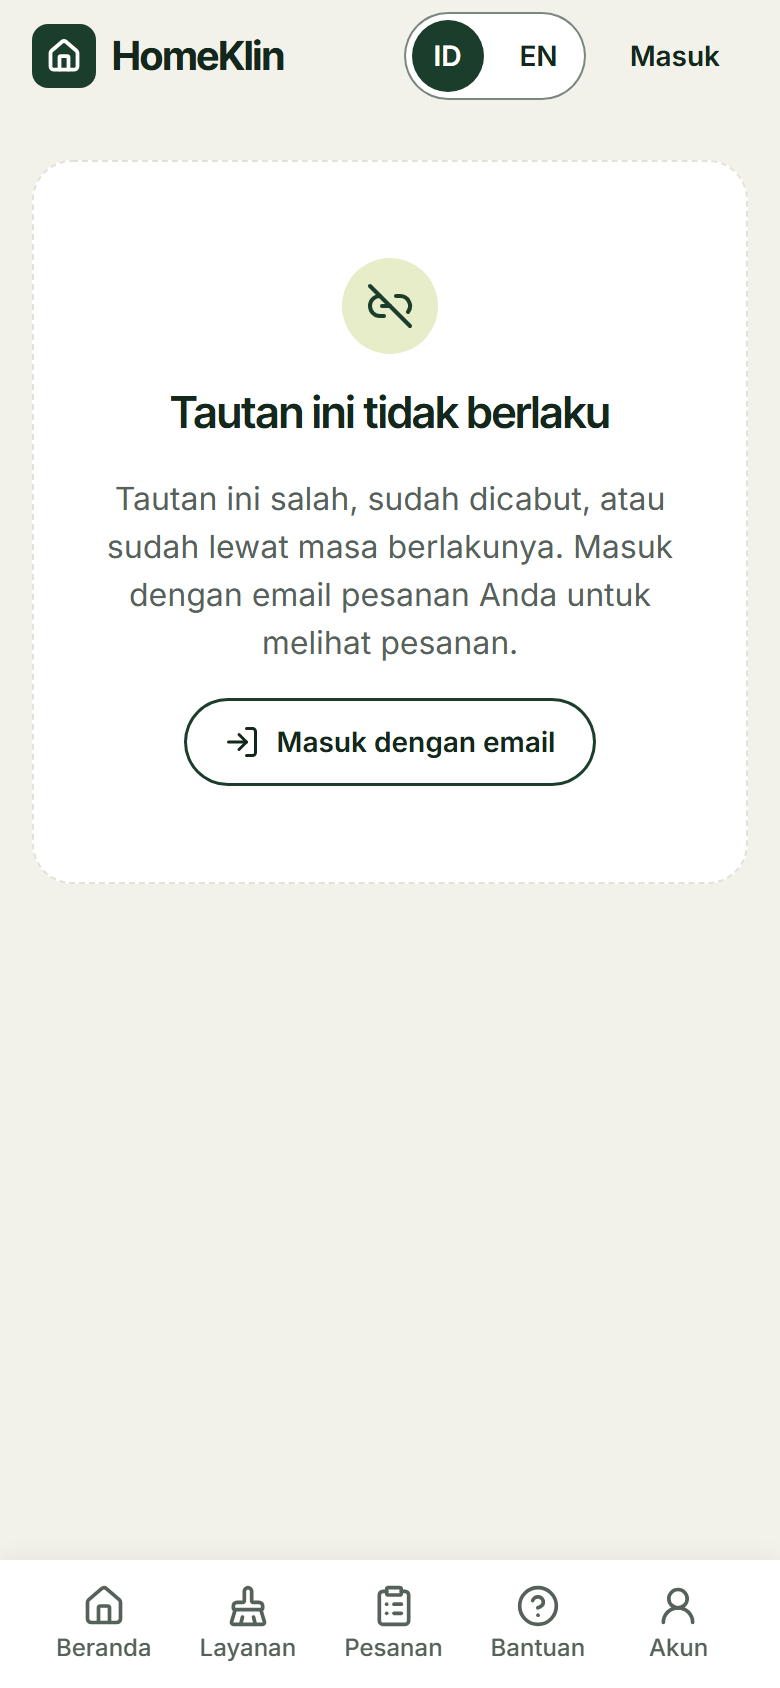 HomeKlin
ID
EN
Masuk
Tautan ini tidak berlaku
Tautan ini salah, sudah dicabut, atau
sudah lewat masa berlakunya. Masuk
dengan email pesanan Anda untuk
melihat pesanan.
Masuk dengan email
Beranda
Layanan
Pesanan
Bantuan
Akun